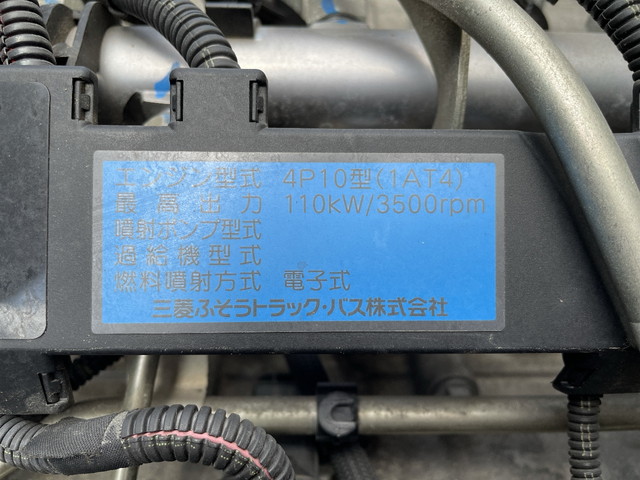 エンジン型式 4P10型(1AT4)
最高出力 110kW/3500rpm
噴射ポンプ型式
過給機型式
燃料噴射方式 電子式
三菱ふそうトラック・バス株式会社